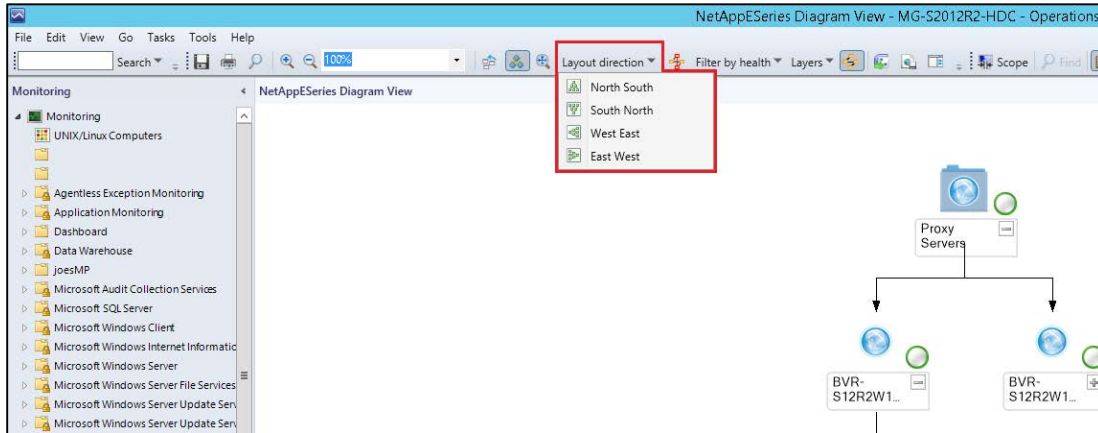 NetAppESeries Diagram View - MG-S2012R2-HDC - Operations
File Edit View Go Tasks Tools Help
Search 100% Layout direction Filter by health Layers Scope Find
Monitoring
NetAppESeries Diagram View
North South
South North
West East
East West
Monitoring
UNIX/Linux Computers
Agentless Exception Monitoring
Application Monitoring
Dashboard
Data Warehouse
joesMP
Microsoft Audit Collection Services
Microsoft SQL Server
Microsoft Windows Client
Microsoft Windows Internet Informatic
Microsoft Windows Server
Microsoft Windows Server File Services
Microsoft Windows Server Update Serv
Microsoft Windows Server Update Serv
Proxy
Servers
BVR-
S12R2W1...
BVR-
S12R2W1...